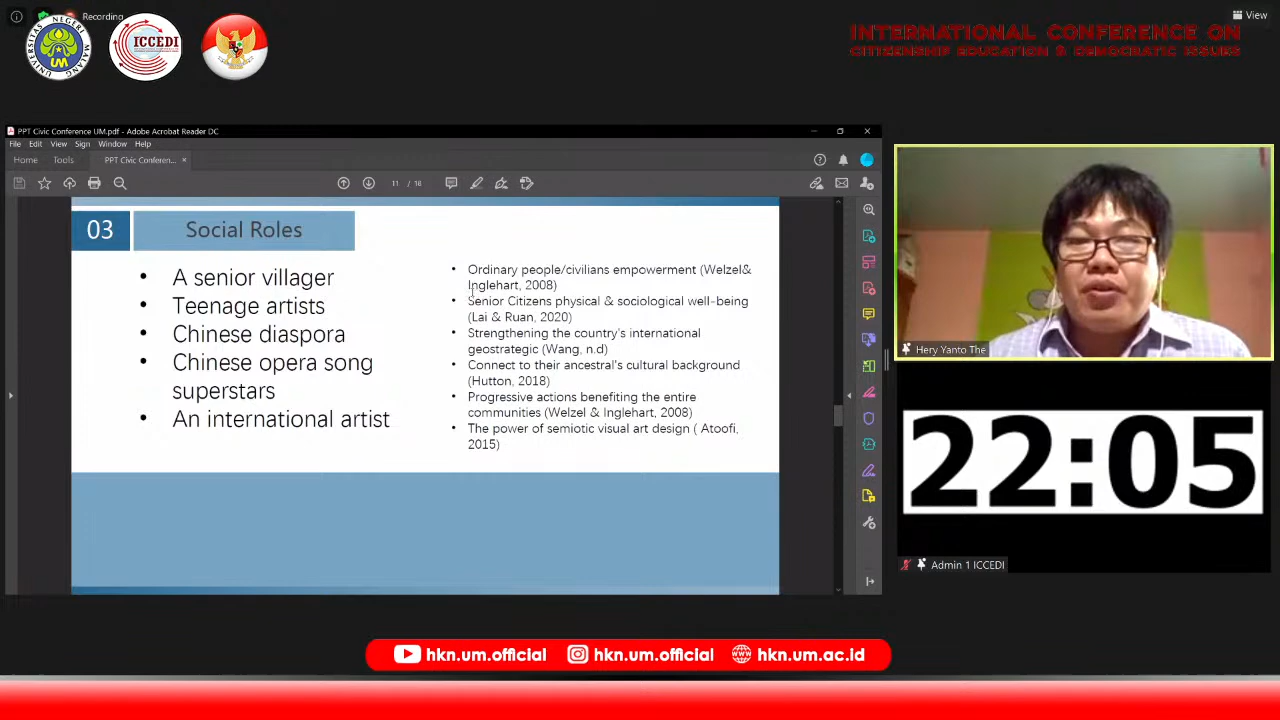 Recording
View
UNIVERSITAS NEGERI MALANG
UM
ICCEDI
INTERNATIONAL CONFERENCE ON
CITIZENSHIP EDUCATION & DEMOCRATIC ISSUES
PPT Civic Conference UM.pdf - Adobe Acrobat Reader DC
File Edit View Sign Window Help
Home Tools PPT Civic Conferen... ×
11 / 16
03 Social Roles
• A senior villager
• Teenage artists
• Chinese diaspora
• Chinese opera song
superstars
• An international artist
• Ordinary people/civilians empowerment (Welzel&
Inglehart, 2008)
• Senior Citizens physical & sociological well-being
(Lai & Ruan, 2020)
• Strengthening the country's international
geostrategic (Wang, n.d)
• Connect to their ancestral's cultural background
(Hutton, 2018)
• Progressive actions benefiting the entire
communities (Welzel & Inglehart, 2008)
• The power of semiotic visual art design ( Atoofi,
2015)
Hery Yanto The
22:05
Admin 1 ICCEDI
hkn.um.official hkn.um.official hkn.um.ac.id